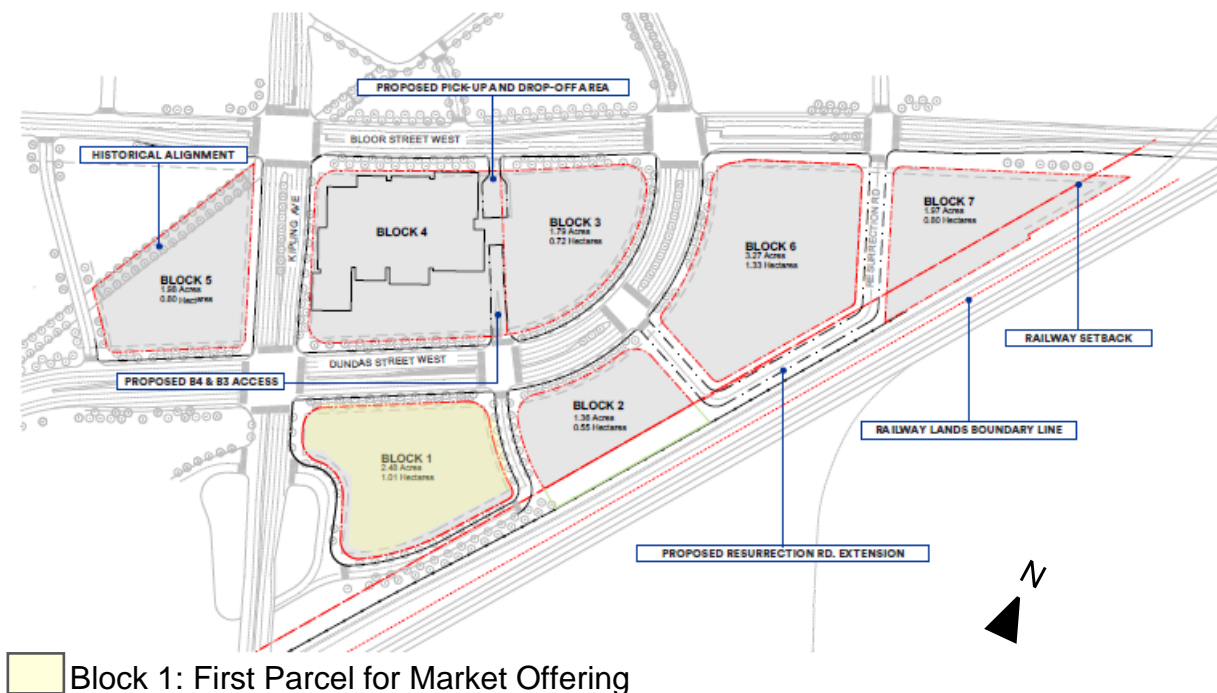 PROPOSED PICK-UP AND DROP-OFF AREA
BLOOR STREET WEST
HISTORICAL ALIGNMENT
KIPLING AVE
BLOCK 4
BLOCK 3
1.79 Acres
0.72 Hectares
BLOCK 6
3.27 Acres
1.33 Hectares
RESURRECTION RD
BLOCK 7
1.97 Acres
0.80 Hectares
BLOCK 5
1.98 Acres
0.80 Hectares
RAILWAY SETBACK
DUNDAS STREET WEST
PROPOSED B4 & B3 ACCESS
BLOCK 2
1.36 Acres
0.55 Hectares
RAILWAY LANDS BOUNDARY LINE
BLOCK 1
2.48 Acres
1.01 Hectares
PROPOSED RESURRECTION RD. EXTENSION
N
Block 1: First Parcel for Market Offering